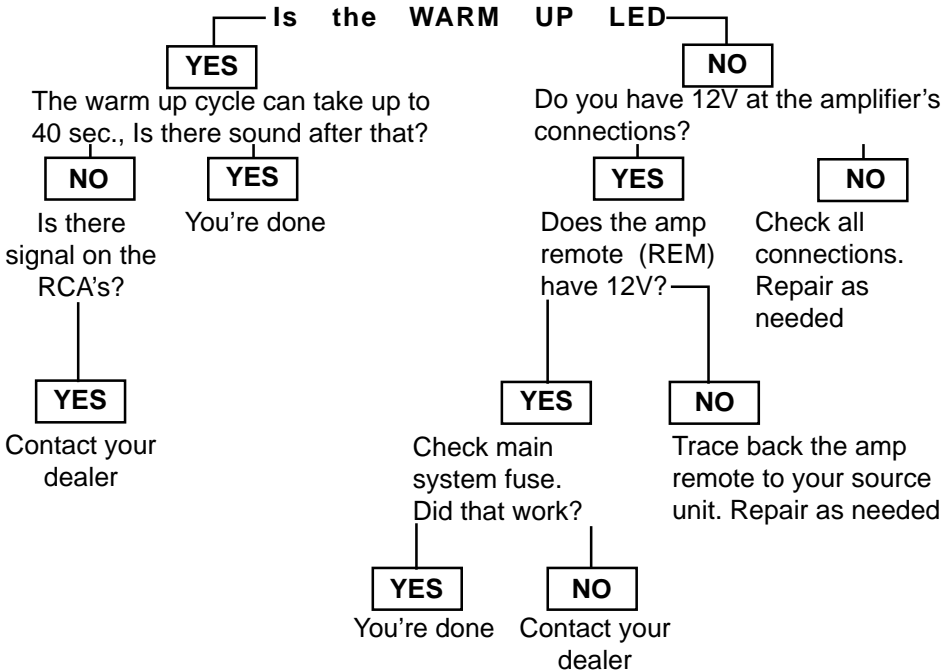 Is the WARM UP LED
YES
NO
The warm up cycle can take up to
40 sec., Is there sound after that?
Do you have 12V at the amplifier's
connections?
NO
YES
YES
NO
Is there
signal on the
RCA's?
You're done
Does the amp
remote (REM)
have 12V?
Check all
connections.
Repair as
needed
YES
YES
NO
Contact your
dealer
Check main
system fuse.
Did that work?
Trace back the amp
remote to your source
unit. Repair as needed
YES
NO
You're done
Contact your
dealer